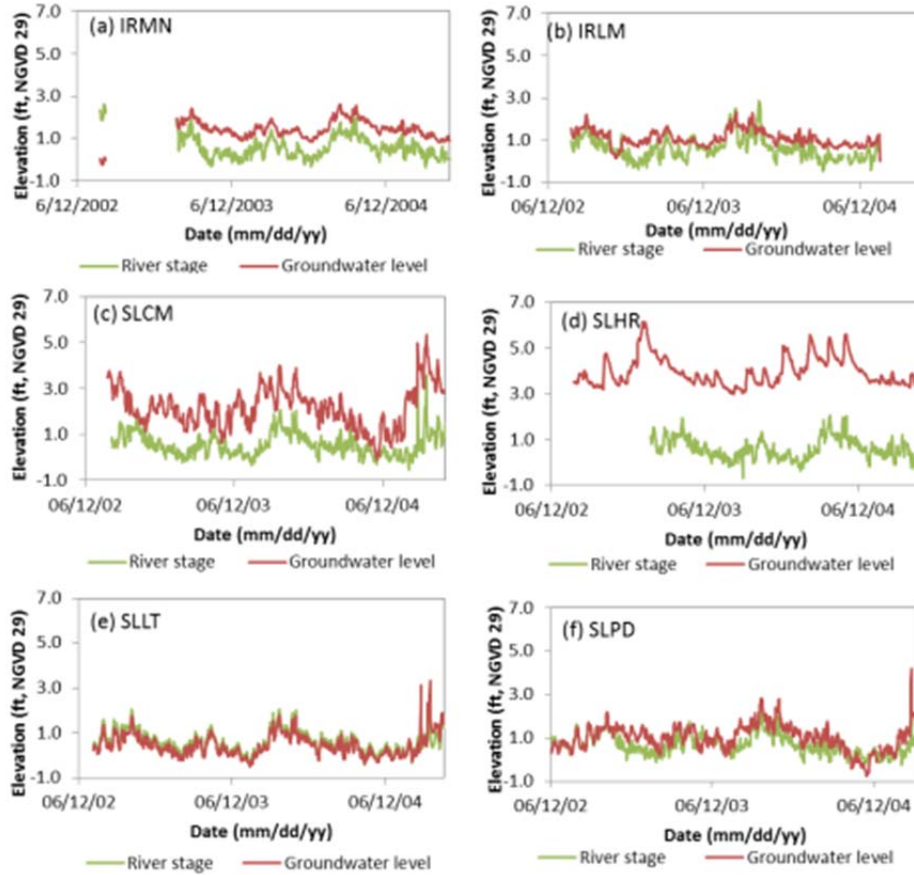 (a) IRMN
Elevation (ft, NGVD 29)
7.0
5.0
3.0
1.0
-1.0
6/12/2002 6/12/2003 6/12/2004
Date (mm/dd/yy)
River stage Groundwater level
(b) IRLM
Elevation (ft, NGVD 29)
7.0
5.0
3.0
1.0
-1.0
06/12/02 06/12/03 06/12/04
Date (mm/dd/yy)
River stage Groundwater level
(c) SLCM
Elevation (ft, NGVD 29)
7.0
5.0
3.0
1.0
-1.0
06/12/02 06/12/03 06/12/04
Date (mm/dd/yy)
River stage Groundwater level
(d) SLHR
Elevation (ft, NGVD 29)
7.0
5.0
3.0
1.0
-1.0
06/12/02 06/12/03 06/12/04
Date (mm/dd/yy)
River stage Groundwater level
(e) SLLT
Elevation (ft, NGVD 29)
7.0
5.0
3.0
1.0
-1.0
06/12/02 06/12/03 06/12/04
Date (mm/dd/yy)
River stage Groundwater level
(f) SLPD
Elevation (ft, NGVD 29)
7.0
5.0
3.0
1.0
-1.0
06/12/02 06/12/03 06/12/04
Date (mm/dd/yy)
River stage Groundwater level